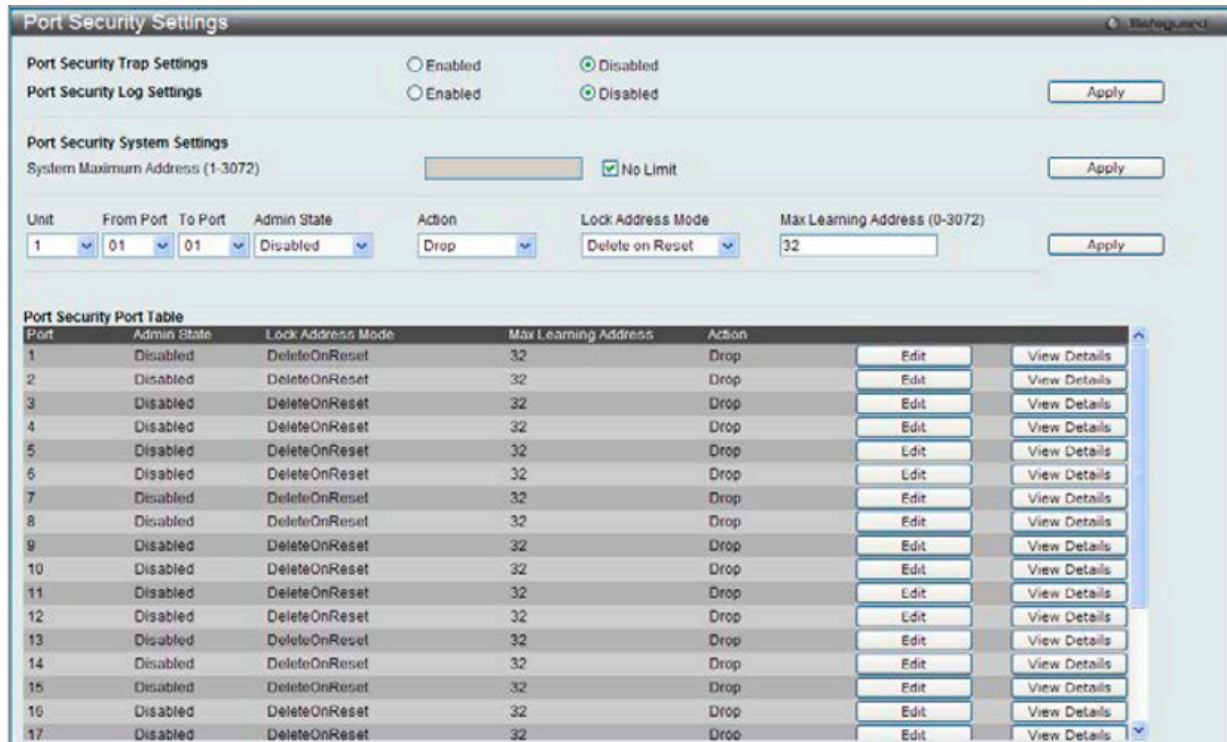 Port Security Settings Safeguard
Port Security Trap Settings Enabled Disabled
Port Security Log Settings Enabled Disabled Apply
Port Security System Settings
System Maximum Address (1-3072) No Limit Apply
Unit From Port To Port Admin State Action Lock Address Mode Max Learning Address (0-3072)
1 01 01 Disabled Drop Delete on Reset 32 Apply
Port Security Port Table
Port Admin State Lock Address Mode Max Learning Address Action
1 Disabled DeleteOnReset 32 Drop Edit View Details
2 Disabled DeleteOnReset 32 Drop Edit View Details
3 Disabled DeleteOnReset 32 Drop Edit View Details
4 Disabled DeleteOnReset 32 Drop Edit View Details
5 Disabled DeleteOnReset 32 Drop Edit View Details
6 Disabled DeleteOnReset 32 Drop Edit View Details
7 Disabled DeleteOnReset 32 Drop Edit View Details
8 Disabled DeleteOnReset 32 Drop Edit View Details
9 Disabled DeleteOnReset 32 Drop Edit View Details
10 Disabled DeleteOnReset 32 Drop Edit View Details
11 Disabled DeleteOnReset 32 Drop Edit View Details
12 Disabled DeleteOnReset 32 Drop Edit View Details
13 Disabled DeleteOnReset 32 Drop Edit View Details
14 Disabled DeleteOnReset 32 Drop Edit View Details
15 Disabled DeleteOnReset 32 Drop Edit View Details
16 Disabled DeleteOnReset 32 Drop Edit View Details
17 Disabled DeleteOnReset 32 Drop Edit View Details